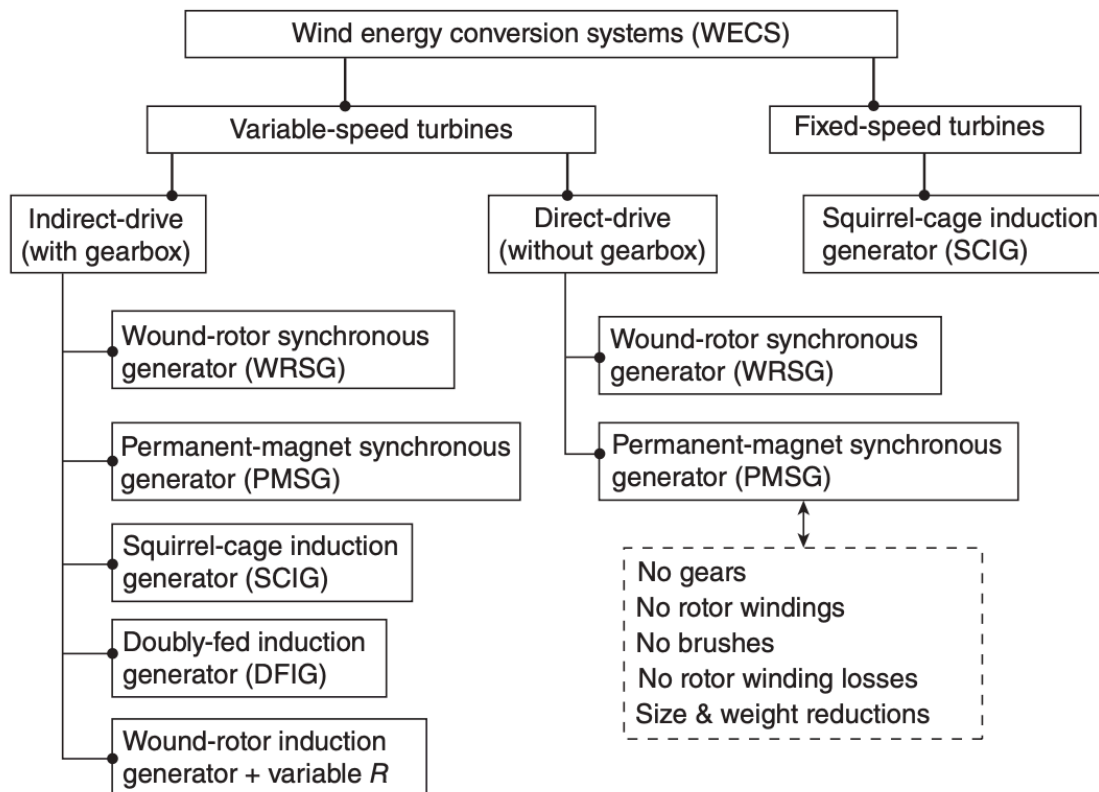 Wind energy conversion systems (WECS)
Variable-speed turbines
Fixed-speed turbines
Indirect-drive
(with gearbox)
Direct-drive
(without gearbox)
Squirrel-cage induction
generator (SCIG)
Wound-rotor synchronous
generator (WRSG)
Permanent-magnet synchronous
generator (PMSG)
Squirrel-cage induction
generator (SCIG)
Doubly-fed induction
generator (DFIG)
Wound-rotor induction
generator + variable R
Wound-rotor synchronous
generator (WRSG)
Permanent-magnet synchronous
generator (PMSG)
No gears
No rotor windings
No brushes
No rotor winding losses
Size & weight reductions